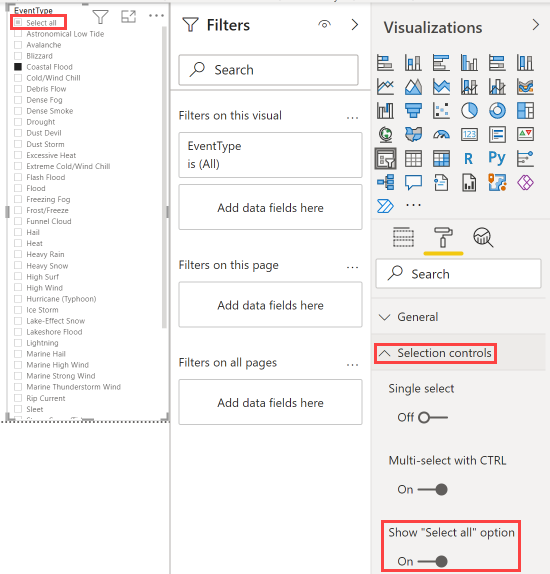 EventType
Select all
Astronomical Low Tide
Avalanche
Blizzard
Coastal Flood
Cold/Wind Chill
Debris Flow
Dense Fog
Dense Smoke
Drought
Dust Devil
Dust Storm
Excessive Heat
Extreme Cold/Wind Chill
Flash Flood
Flood
Freezing Fog
Frost/Freeze
Funnel Cloud
Hail
Heat
Heavy Rain
Heavy Snow
High Surf
High Wind
Hurricane (Typhoon)
Ice Storm
Lake-Effect Snow
Lakeshore Flood
Lightning
Marine Hail
Marine High Wind
Marine Strong Wind
Marine Thunderstorm Wind
Rip Current
Sleet
Filters
Search
Filters on this visual
...
EventType
is (All)
Add data fields here
Filters on this page
...
Add data fields here
Filters on all pages
...
Add data fields here
Visualizations
123
R
Py
...
Search
General
Selection controls
Single select
Off
Multi-select with CTRL
On
Show "Select all" option
On